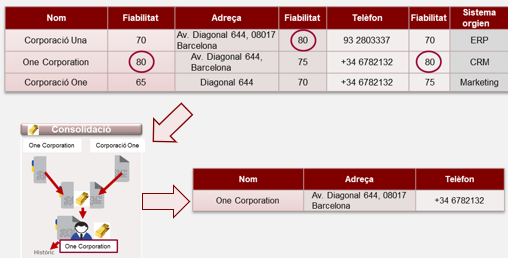 Nom Fiabilitat Adreça Fiabilitat Telèfon Fiabilitat Sistema
orgien
Corporació Una 70 Av. Diagonal 644, 08017
Barcelona 80 93 2803337 70 ERP
One Corporation 80 Av. Diagonal 644,
Barcelona 75 +34 6782132 80 CRM
Corporació One 65 Diagonal 644 70 +34 6782132 75 Marketing
Consolidació
One Corporation Corporació One
One Corporation
Històric
Nom Adreça Telèfon
One Corporation Av. Diagonal 644, 08017
Barcelona +34 6782132